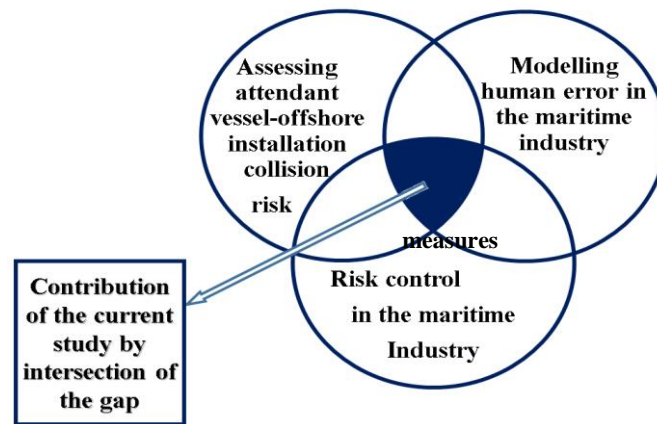 Assessing
attendant
vessel-offshore
installation
collision
risk
Modelling
human error in
the maritime
industry
measures
Risk control
in the maritime
Industry
Contribution
of the current
study by
intersection of
the gap